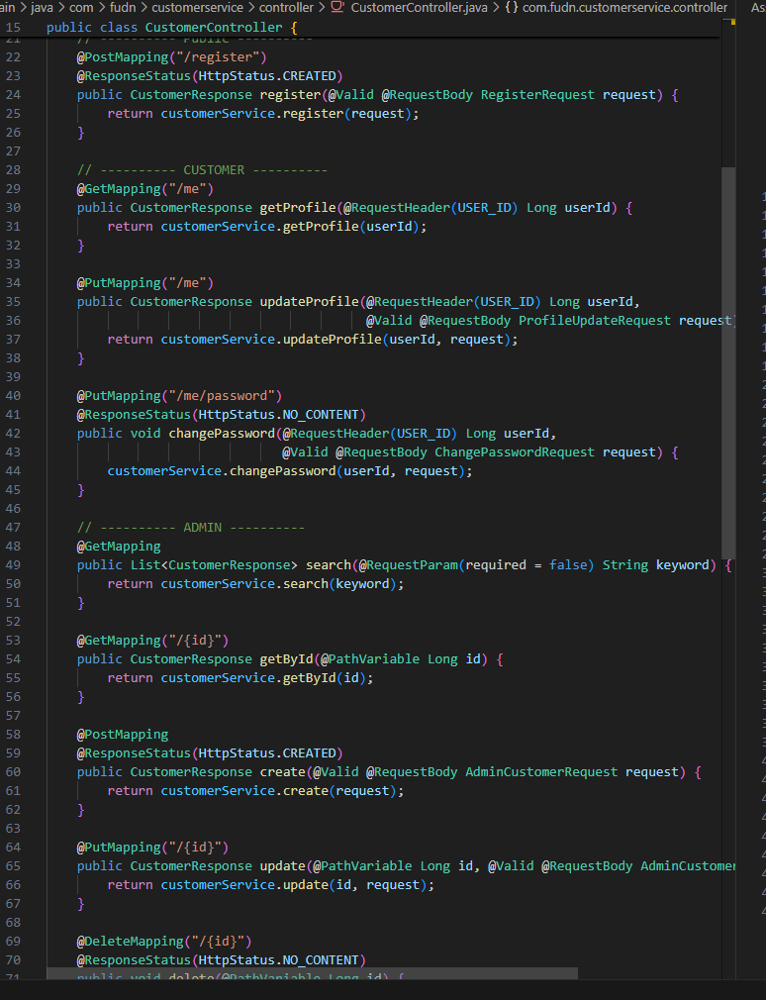 ain > java > com > fudn > customerservice > controller > CustomerController.java > {} com.fudn.customerservice.controller
15 public class CustomerController {
21 // ---------- Public ----------
22 @PostMapping("/register")
23 @ResponseStatus(HttpStatus.CREATED)
24 public CustomerResponse register(@Valid @RequestBody RegisterRequest request) {
25 return customerService.register(request);
26 }
27
28 // ---------- CUSTOMER ----------
29 @GetMapping("/me")
30 public CustomerResponse getProfile(@RequestHeader(USER_ID) Long userId) {
31 return customerService.getProfile(userId);
32 }
33
34 @PutMapping("/me")
35 public CustomerResponse updateProfile(@RequestHeader(USER_ID) Long userId,
36 @Valid @RequestBody ProfileUpdateRequest request)
37 return customerService.updateProfile(userId, request);
38 }
39
40 @PutMapping("/me/password")
41 @ResponseStatus(HttpStatus.NO_CONTENT)
42 public void changePassword(@RequestHeader(USER_ID) Long userId,
43 @Valid @RequestBody ChangePasswordRequest request) {
44 customerService.changePassword(userId, request);
45 }
46
47 // ---------- ADMIN ----------
48 @GetMapping
49 public List<CustomerResponse> search(@RequestParam(required = false) String keyword) {
50 return customerService.search(keyword);
51 }
52
53 @GetMapping("/{id}")
54 public CustomerResponse getById(@PathVariable Long id) {
55 return customerService.getById(id);
56 }
57
58 @PostMapping
59 @ResponseStatus(HttpStatus.CREATED)
60 public CustomerResponse create(@Valid @RequestBody AdminCustomerRequest request) {
61 return customerService.create(request);
62 }
63
64 @PutMapping("/{id}")
65 public CustomerResponse update(@PathVariable Long id, @Valid @RequestBody AdminCustomer
66 return customerService.update(id, request);
67 }
68
69 @DeleteMapping("/{id}")
70 @ResponseStatus(HttpStatus.NO_CONTENT)
71 public void delete(@PathVariable Long id) {